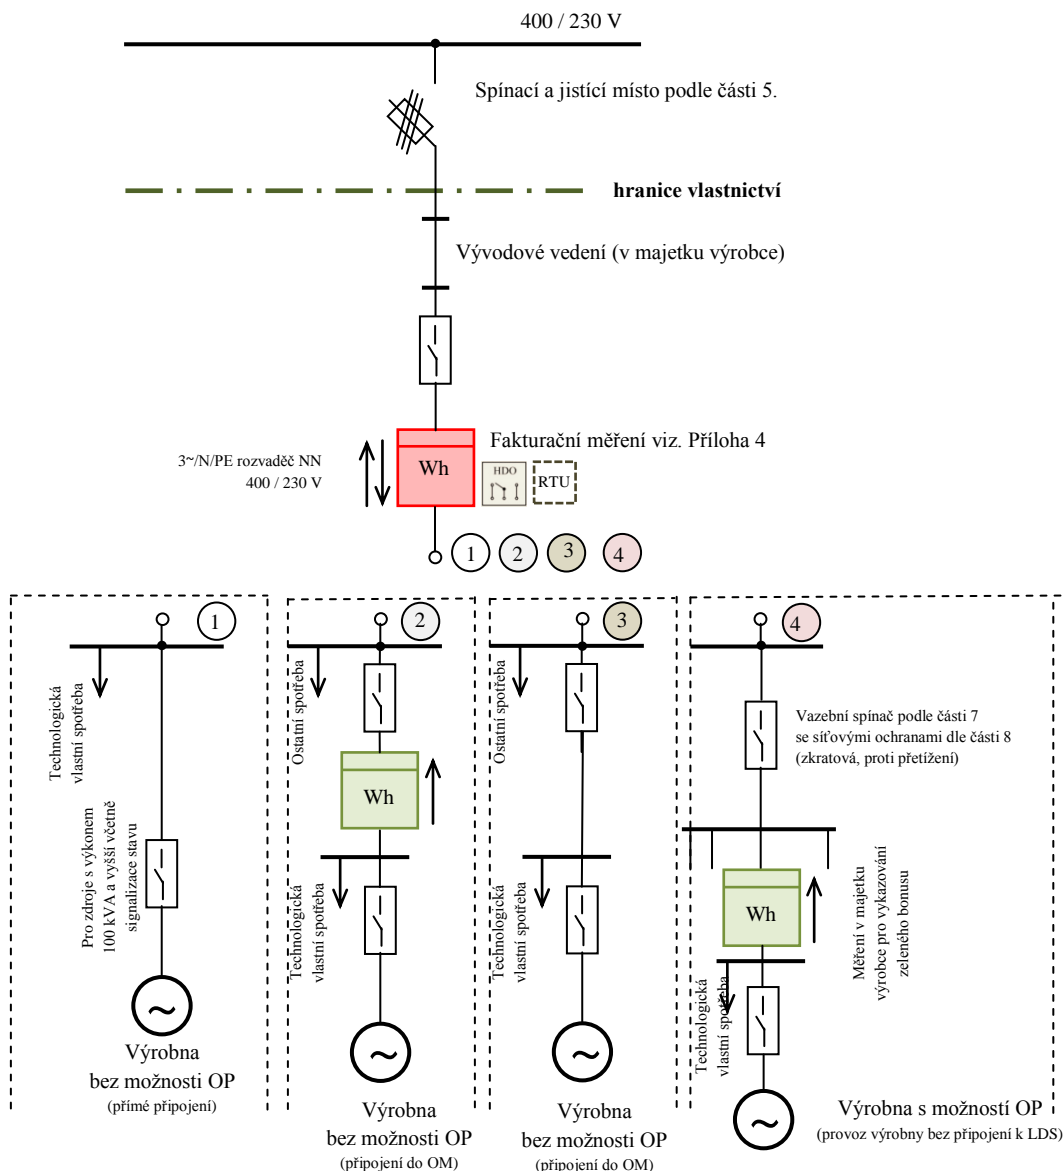 400 / 230 V
Spínací a jistící místo podle části 5.
hranice vlastnictví
Vývodové vedení (v majetku výrobce)
Fakturační měření viz. Příloha 4
3~/N/PE rozvaděč NN
400 / 230 V
Wh
HDO
RTU
1
2
3
4
1
Technologická
vlastní spotřeba
Pro zdroje s výkonem
100 kVA a vyšší včetně
signalizace stavu
~
Výrobna
bez možnosti OP
(přímé připojení)
2
Ostatní spotřeba
Wh
Technologická
vlastní spotřeba
~
Výrobna
bez možnosti OP
(připojení do OM)
3
Ostatní spotřeba
Technologická
vlastní spotřeba
~
Výrobna
bez možnosti OP
(připojení do OM)
4
Vazební spínač podle části 7
se síťovými ochranami dle části 8
(zkratová, proti přetížení)
Wh
Měření v majetku
výrobce pro vykazování
zeleného bonusu
Technologická
vlastní spotřeba
~
Výrobna s možností OP
(provoz výrobny bez připojení k LDS)